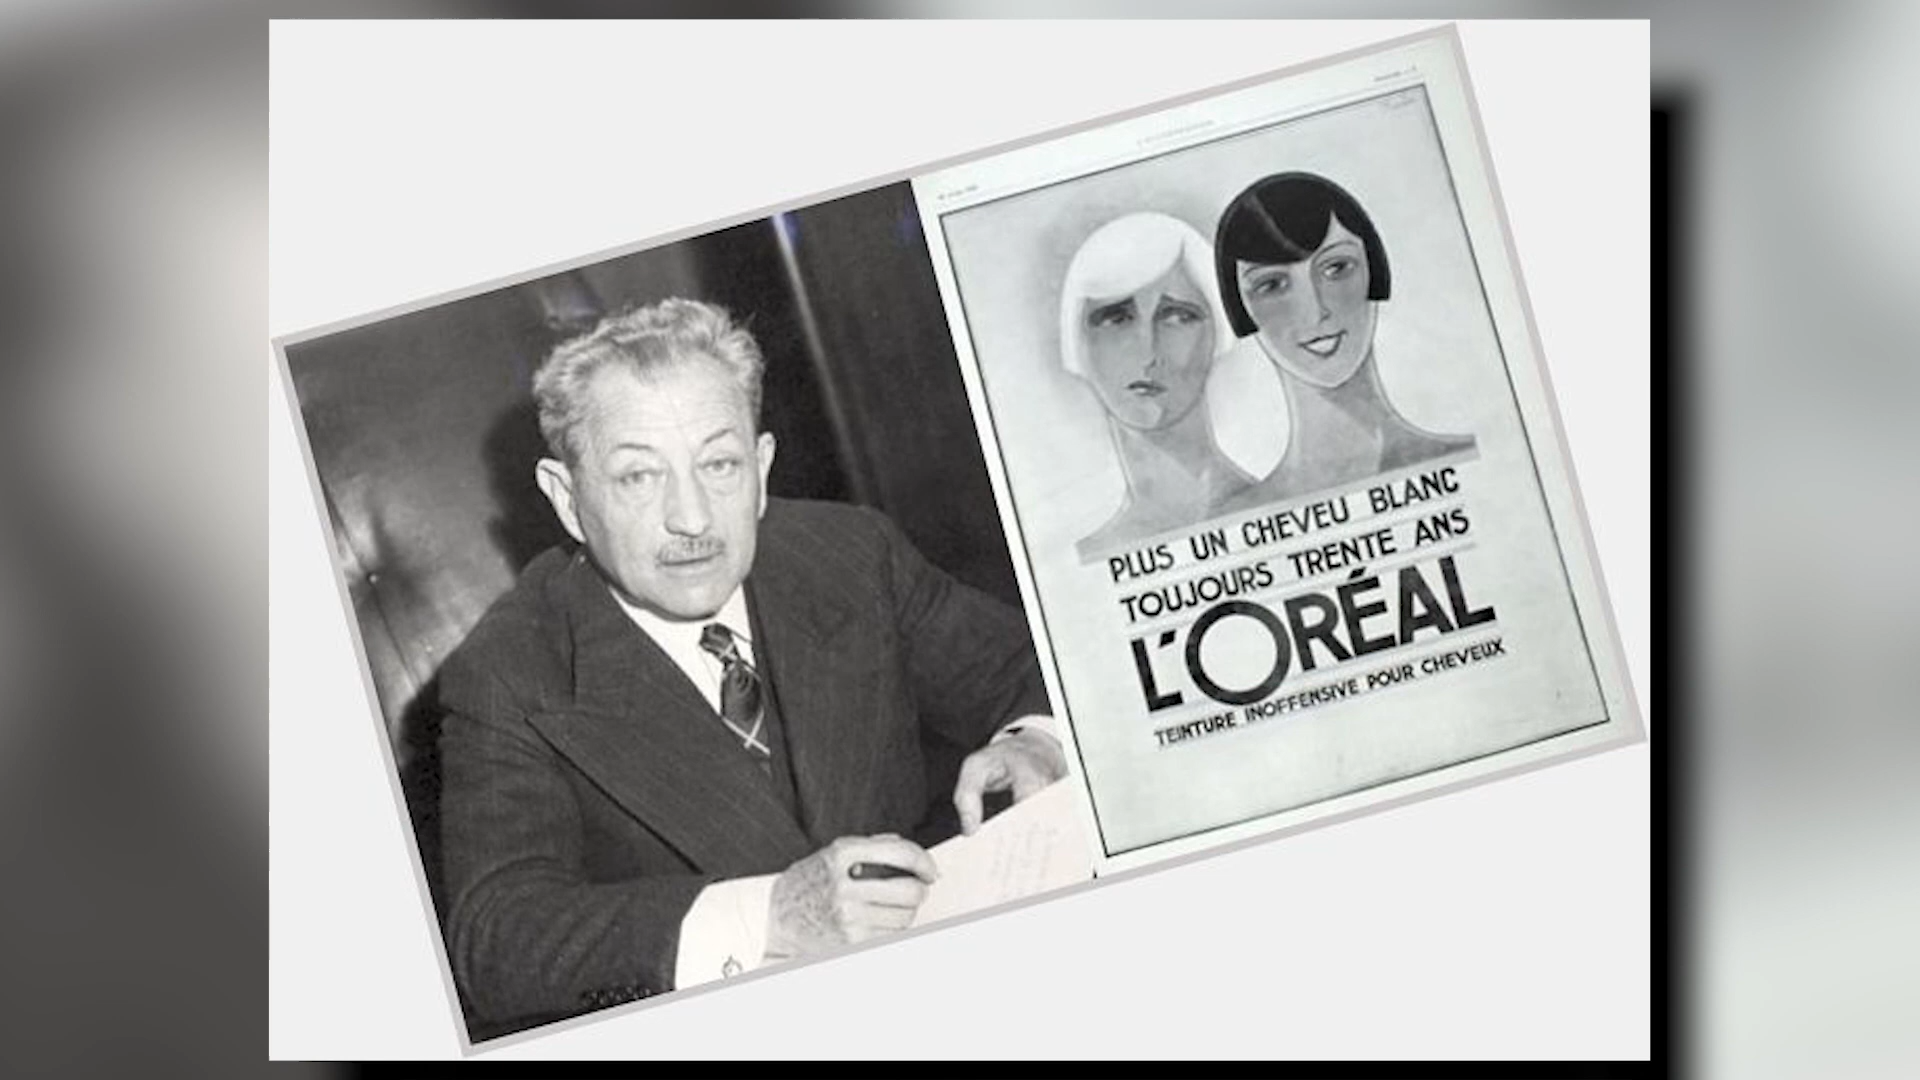 PLUS UN CHEVEU BLANC
TOUJOURS TRENTE ANS
L'ORÉAL
TEINTURE INOFFENSIVE POUR CHEVEUX